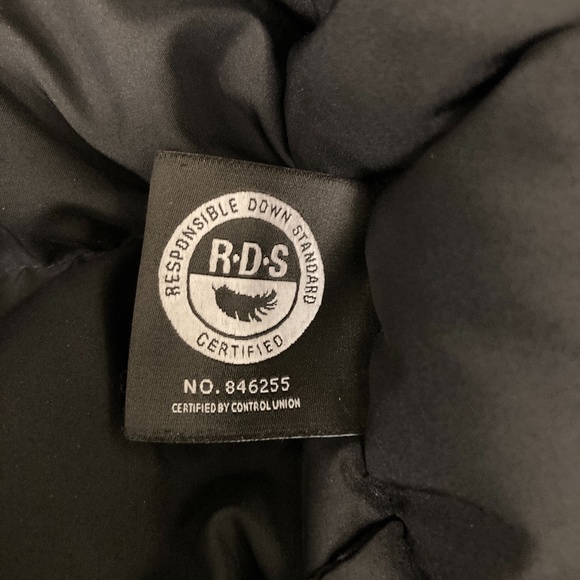 RESPONSIBLE DOWN STANDARD
R·D·S
CERTIFIED
NO. 846255
CERTIFIED BY CONTROL UNION